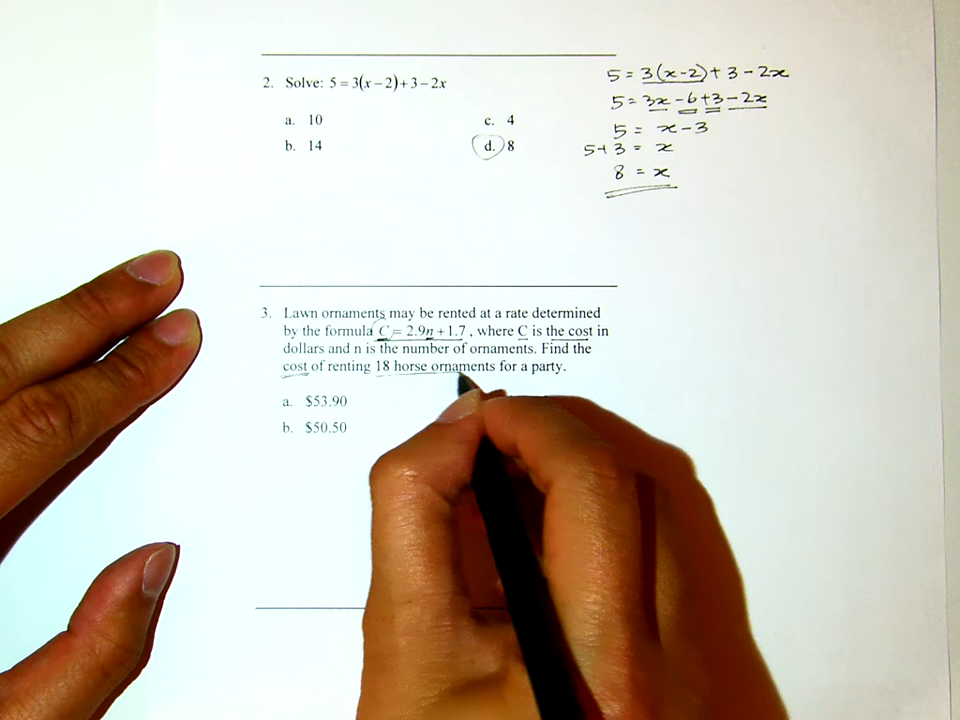 2. Solve: 5 = 3(x − 2) + 3 − 2x
a. 10
b. 14
c. 4
d. 8
5 = 3(x-2) + 3 - 2x
5 = 3x - 6 + 3 - 2x
5 = x - 3
5 + 3 = x
8 = x
3. Lawn ornaments may be rented at a rate determined
by the formula C = 2.9n + 1.7 , where C is the cost in
dollars and n is the number of ornaments. Find the
cost of renting 18 horse ornaments for a party.
a. $53.90
b. $50.50